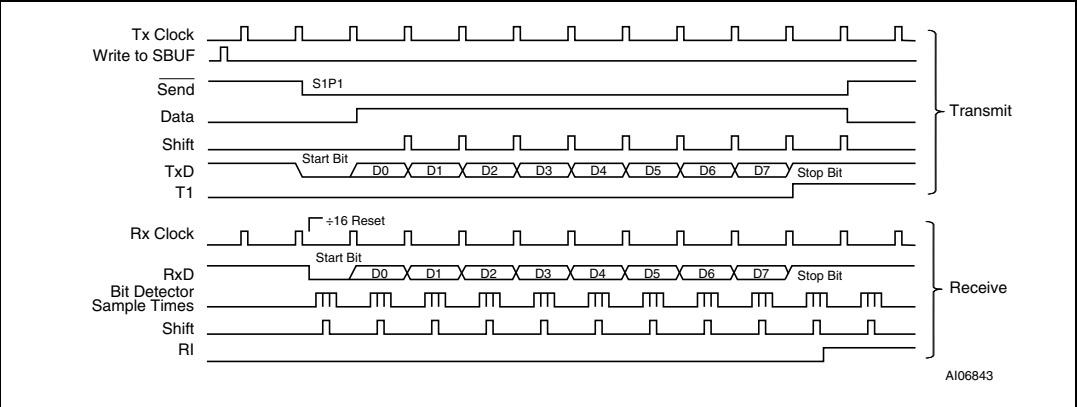 Tx Clock
Write to SBUF
Send
S1P1
Data
Transmit
Shift
TxD
Start Bit
D0 D1 D2 D3 D4 D5 D6 D7
Stop Bit
T1
÷16 Reset
Rx Clock
RxD
Start Bit
D0 D1 D2 D3 D4 D5 D6 D7
Stop Bit
Bit Detector
Sample Times
Receive
Shift
RI
AI06843